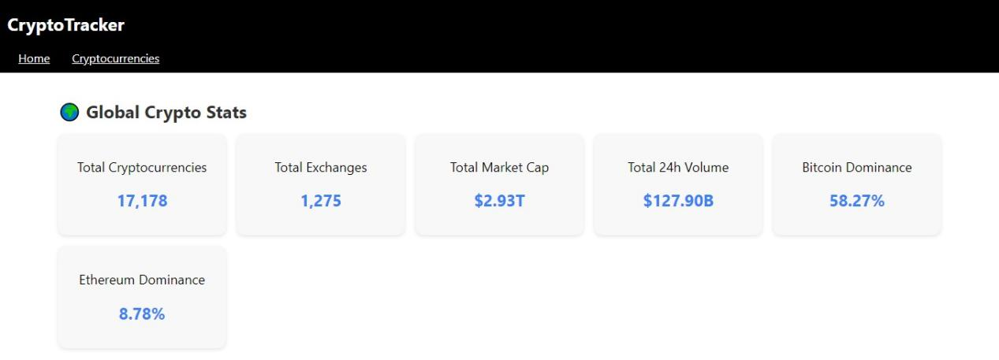 CryptoTracker
Home Cryptocurrencies
Global Crypto Stats
Total Cryptocurrencies
17,178
Total Exchanges
1,275
Total Market Cap
$2.93T
Total 24h Volume
$127.90B
Bitcoin Dominance
58.27%
Ethereum Dominance
8.78%